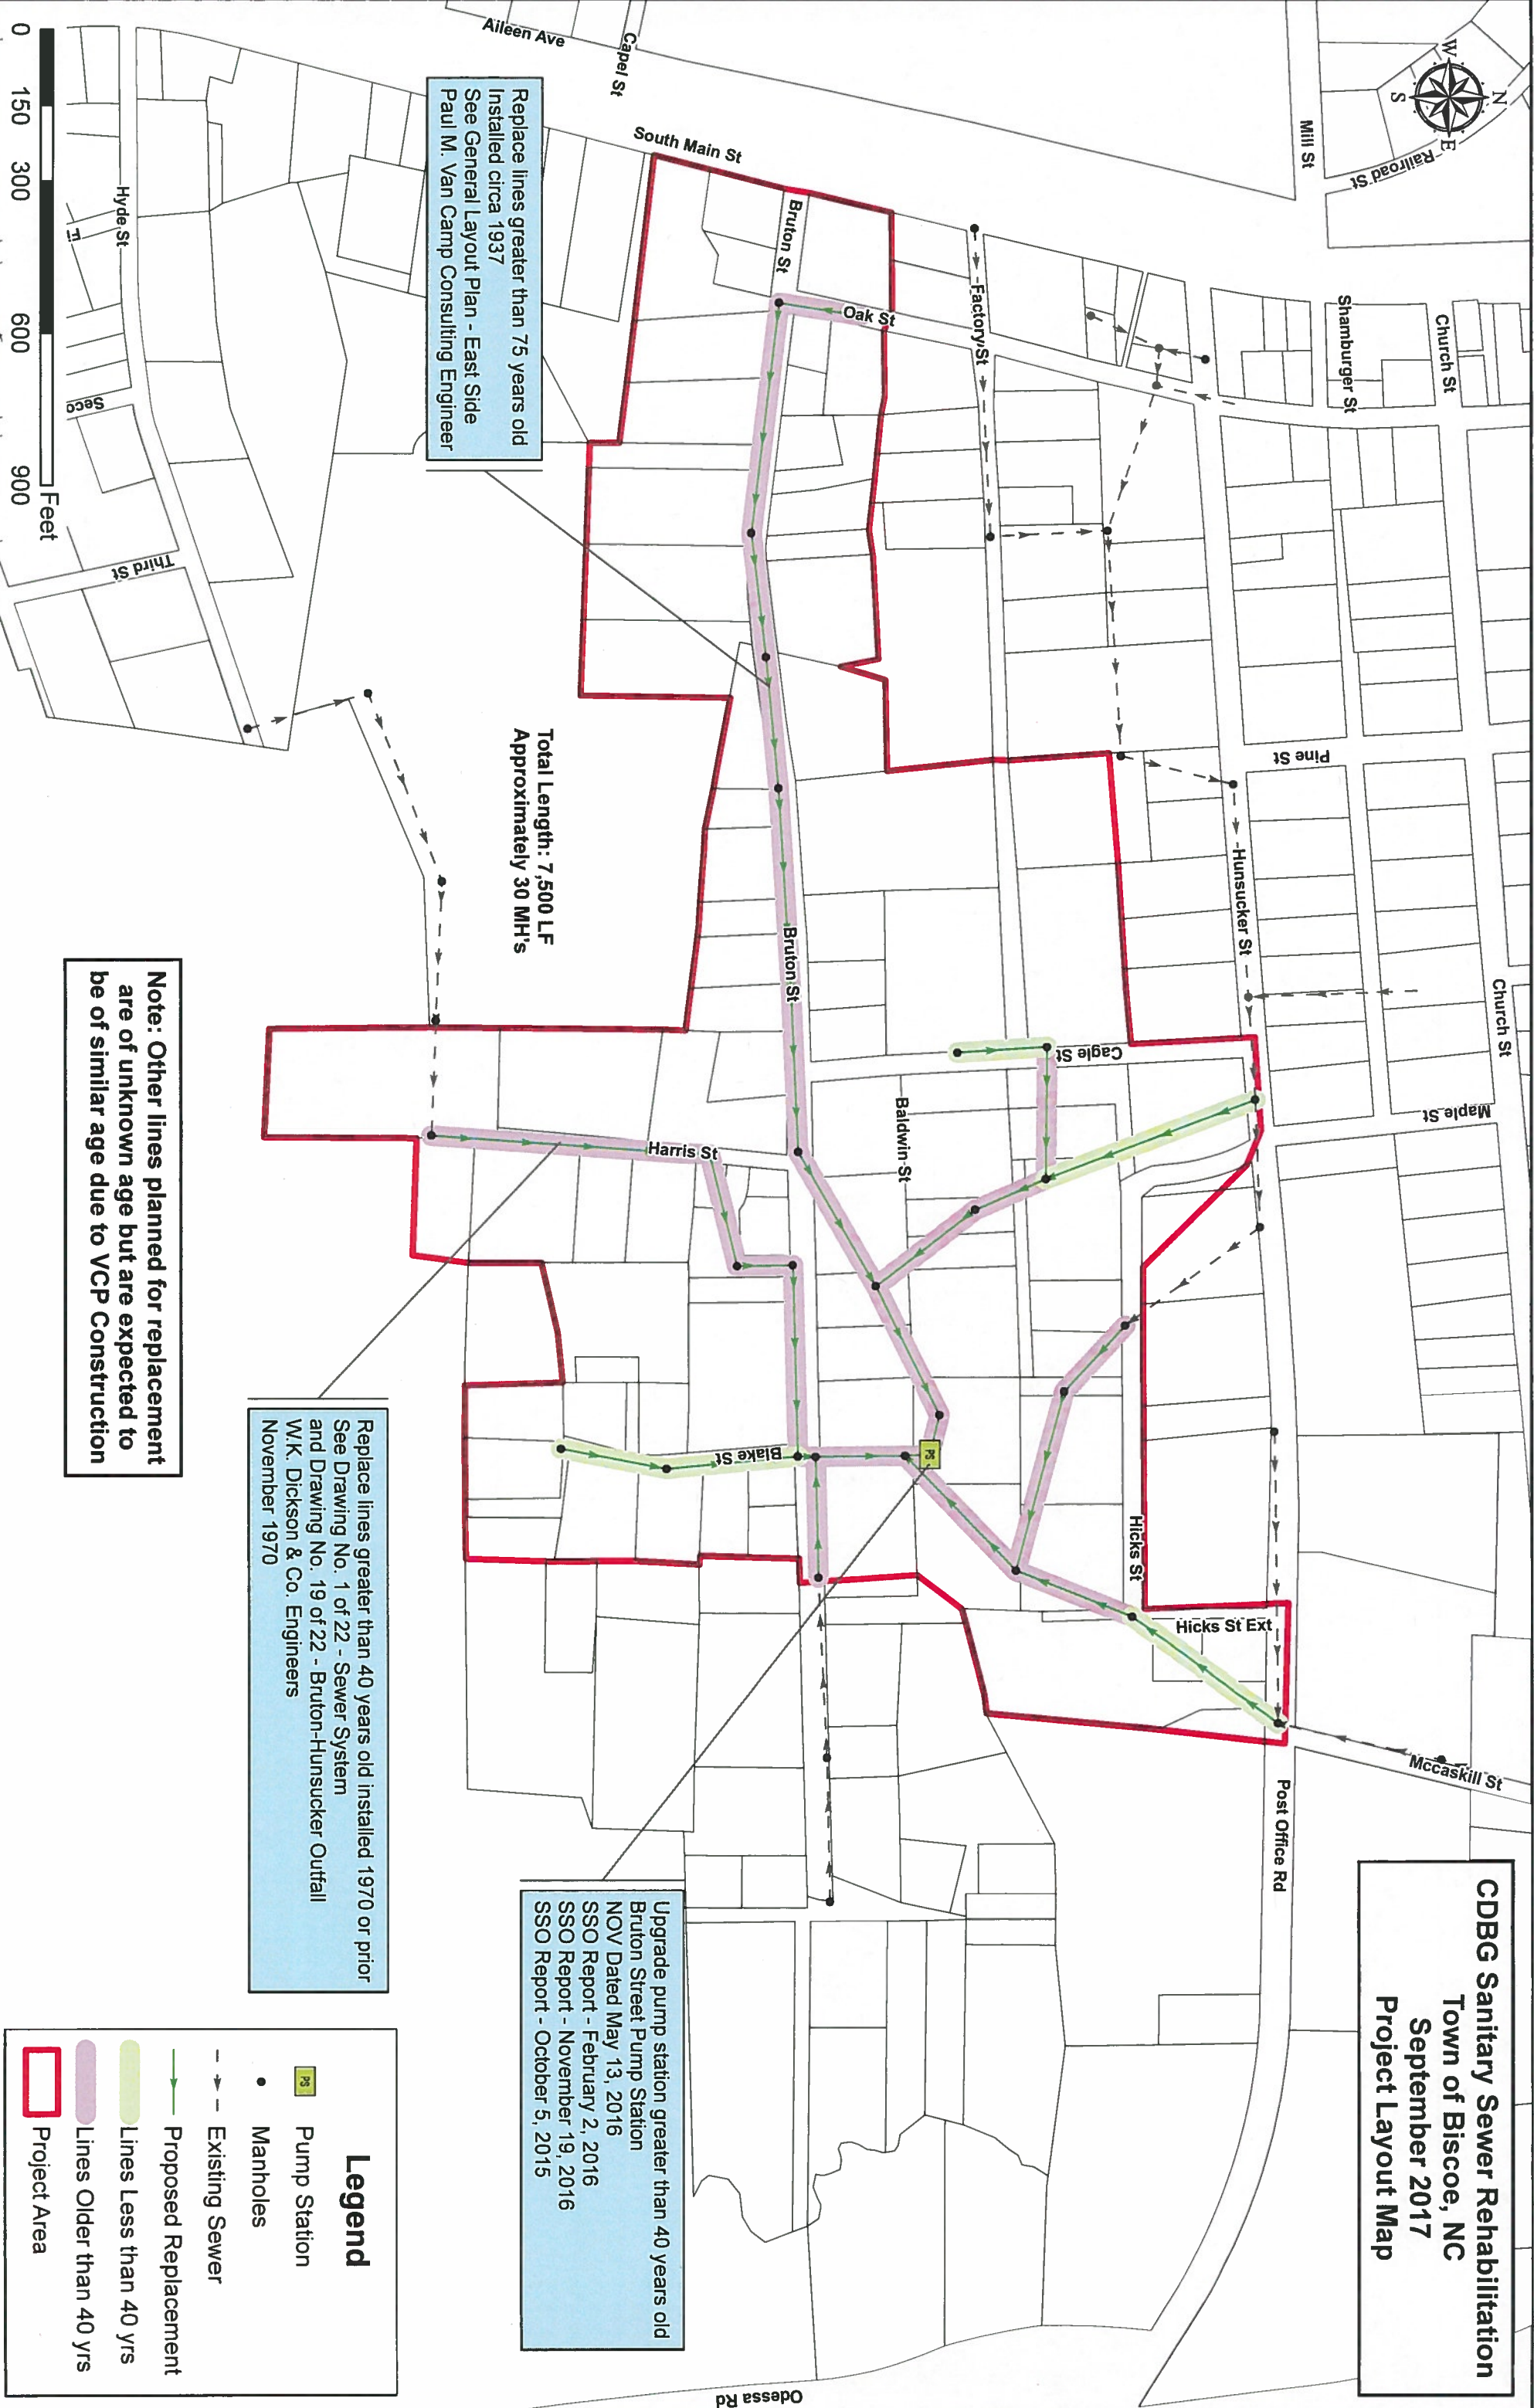 CDBG Sanitary Sewer Rehabilitation
Town of Biscoe, NC
September 2017
Project Layout Map
N
W
E
S
Railroad St
Mill St
Church St
Shamburger St
Church St
Maple St
Pine St
Hunsucker St
Mccaskill St
Post Office Rd
Hicks St Ext
Hicks St
Factory St
Oak St
Cagle St
Baldwin St
Bruton St
Bruton St
South Main St
Capel St
Aileen Ave
Harris St
Blake St
PS
Odessa Rd
Hyde St
Seco
Third St
Replace lines greater than 75 years old
Installed circa 1937
See General Layout Plan - East Side
Paul M. Van Camp Consulting Engineer
Total Length: 7,500 LF
Approximately 30 MH's
Upgrade pump station greater than 40 years old
Bruton Street Pump Station
NOV Dated May 13, 2016
SSO Report - February 2, 2016
SSO Report - November 19, 2016
SSO Report - October 5, 2015
Replace lines greater than 40 years old installed 1970 or prior
See Drawing No. 1 of 22 - Sewer System
and Drawing No. 19 of 22 - Bruton-Hunsucker Outfall
W.K. Dickson & Co. Engineers
November 1970
Note: Other lines planned for replacement
are of unknown age but are expected to
be of similar age due to VCP Construction
Legend
PS Pump Station
Manholes
Existing Sewer
Proposed Replacement
Lines Less than 40 yrs
Lines Older than 40 yrs
Project Area
Feet
0 150 300 600 900